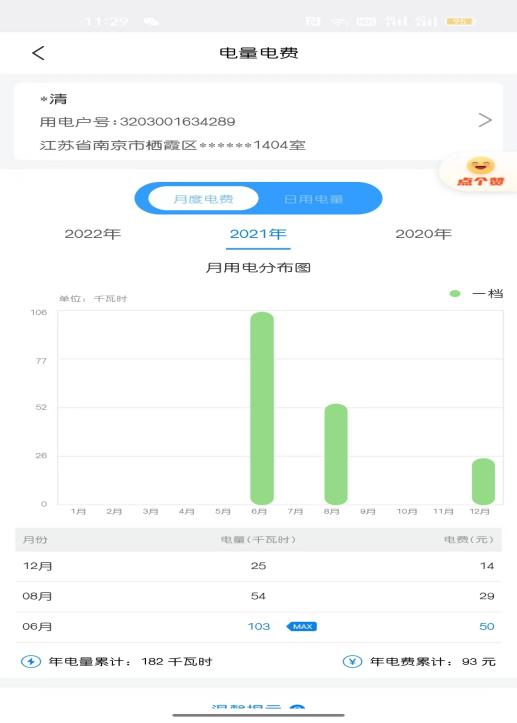 11:29
95
电量电费
*清
用电户号:3203001634289
江苏省南京市栖霞区******1404室
点个赞
月度电费 日用电量
2022年 2021年 2020年
月用电分布图
单位：千瓦时 一档
106
77
52
26
0
1月 2月 3月 4月 5月 6月 7月 8月 9月 10月 11月 12月
月份 电量(千瓦时) 电费(元)
12月 25 14
08月 54 29
06月 103 MAX 50
年电量累计：182 千瓦时 年电费累计：93 元